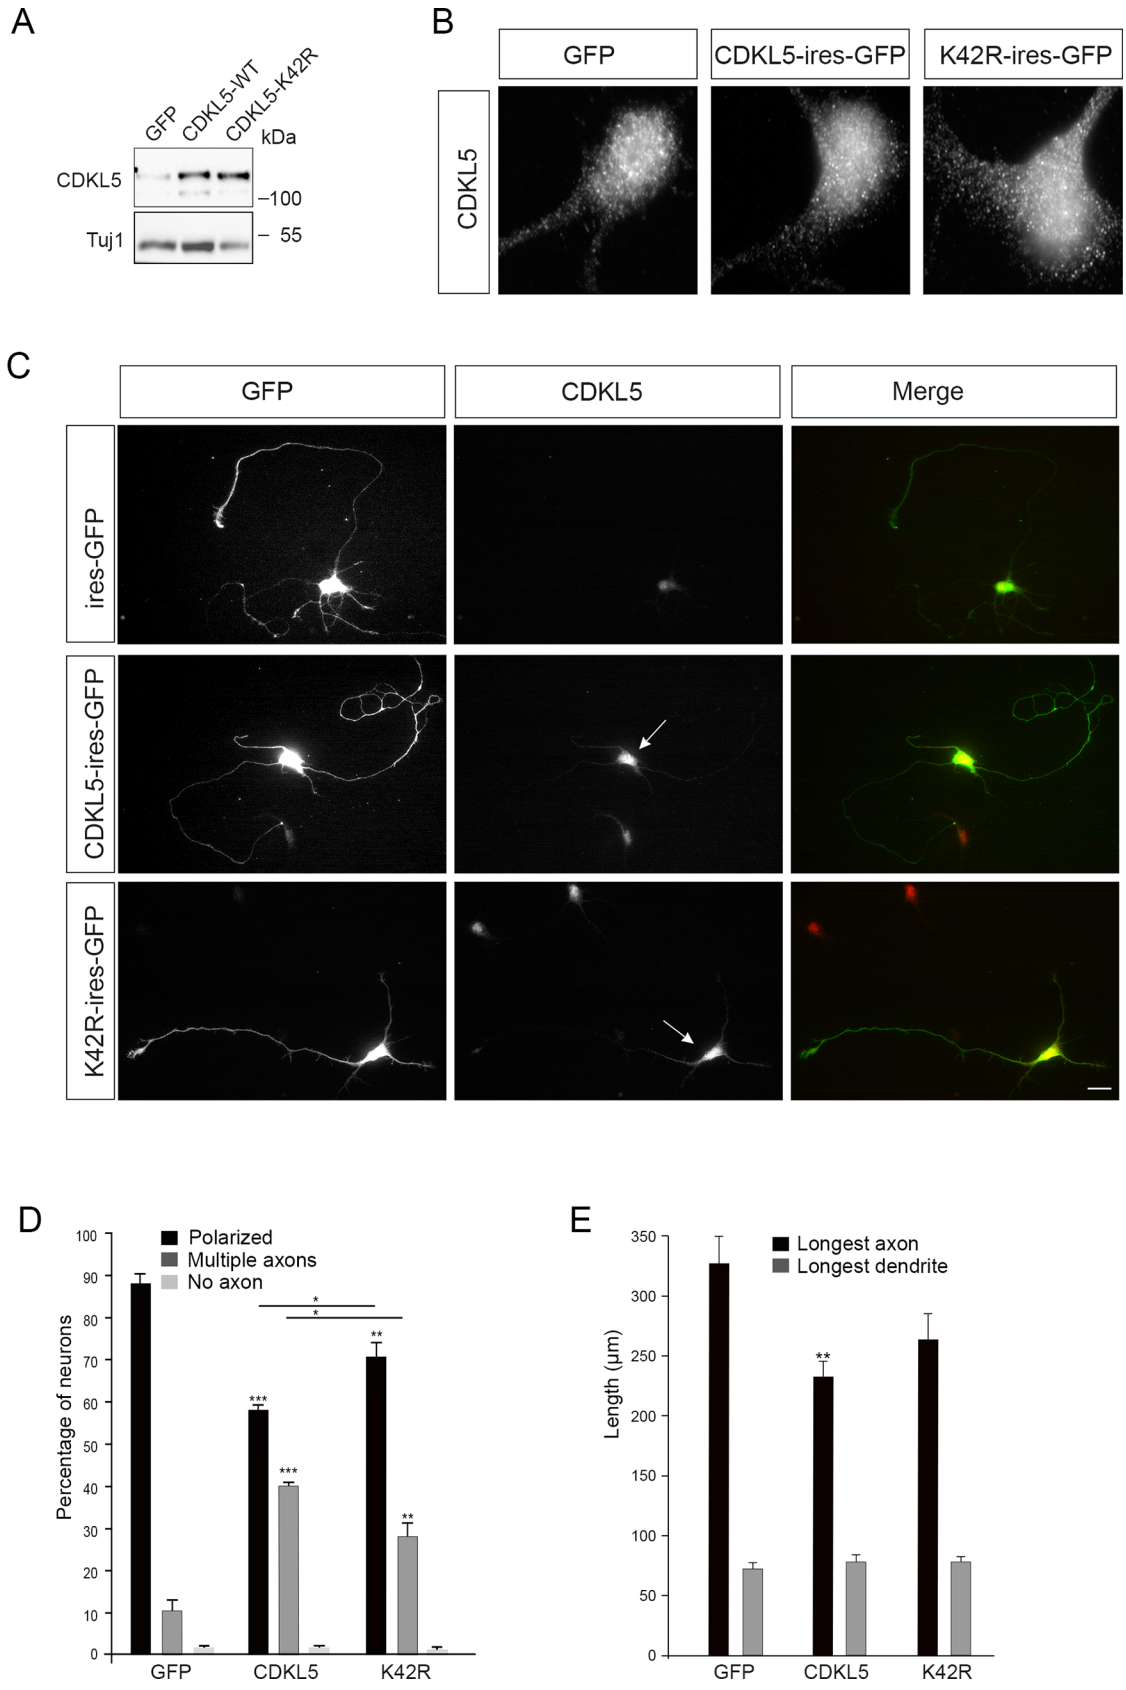 A
GFP
CDKL5-WT
CDKL5-K42R
kDa
CDKL5
–100
Tuj1
– 55
B
GFP
CDKL5-ires-GFP
K42R-ires-GFP
CDKL5
C
GFP
CDKL5
Merge
ires-GFP
CDKL5-ires-GFP
K42R-ires-GFP
D
Polarized
Multiple axons
No axon
Percentage of neurons
100
90
80
70
60
50
40
30
20
10
0
*
*
**
***
***
**
GFP
CDKL5
K42R
E
Longest axon
Longest dendrite
Length (µm)
350
300
250
200
150
100
50
0
**
GFP
CDKL5
K42R